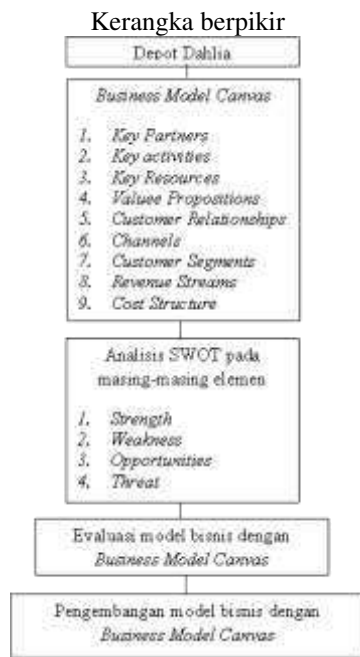 Kerangka berpikir
Depot Dahlia
Business Model Canvas
1. Key Partners
2. Key activities
3. Key Resources
4. Valuee Propositions
5. Customer Relationships
6. Channels
7. Customer Segments
8. Revenue Streams
9. Cost Structure
Analisis SWOT pada
masing-masing elemen
1. Strength
2. Weakness
3. Opportunities
4. Threat
Evaluasi model bisnis dengan
Business Model Canvas
Pengembangan model bisnis dengan
Business Model Canvas